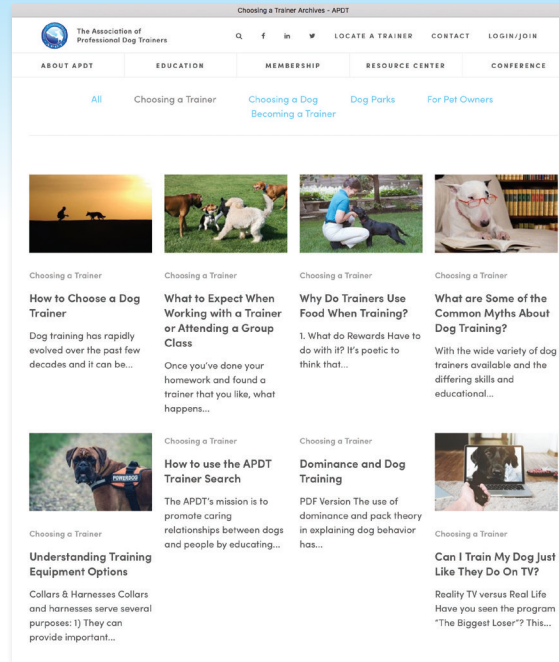 Choosing a Trainer Archives - APDT
The Association of
Professional Dog Trainers
LOCATE A TRAINER CONTACT LOGIN/JOIN
ABOUT APDT EDUCATION MEMBERSHIP RESOURCE CENTER CONFERENCE
All Choosing a Trainer Choosing a Dog Dog Parks For Pet Owners
Becoming a Trainer
Choosing a Trainer
How to Choose a Dog
Trainer
Dog training has rapidly
evolved over the past few
decades and it can be...
Choosing a Trainer
What to Expect When
Working with a Trainer
or Attending a Group
Class
Once you've done your
homework and found a
trainer that you like, what
happens...
Choosing a Trainer
Why Do Trainers Use
Food When Training?
1. What do Rewards Have to
do with it? It's poetic to
think that...
Choosing a Trainer
What are Some of the
Common Myths About
Dog Training?
With the wide variety of dog
trainers available and the
differing skills and
educational...
POWERDOG
Choosing a Trainer
Understanding Training
Equipment Options
Collars & Harnesses Collars
and harnesses serve several
purposes: 1) They can
provide important...
Choosing a Trainer
How to use the APDT
Trainer Search
The APDT's mission is to
promote caring
relationships between dogs
and people by educating...
Choosing a Trainer
Dominance and Dog
Training
PDF Version The use of
dominance and pack theory
in explaining dog behavior
has...
Choosing a Trainer
Can I Train My Dog Just
Like They Do On TV?
Reality TV versus Real Life
Have you seen the program
"The Biggest Loser"? This...